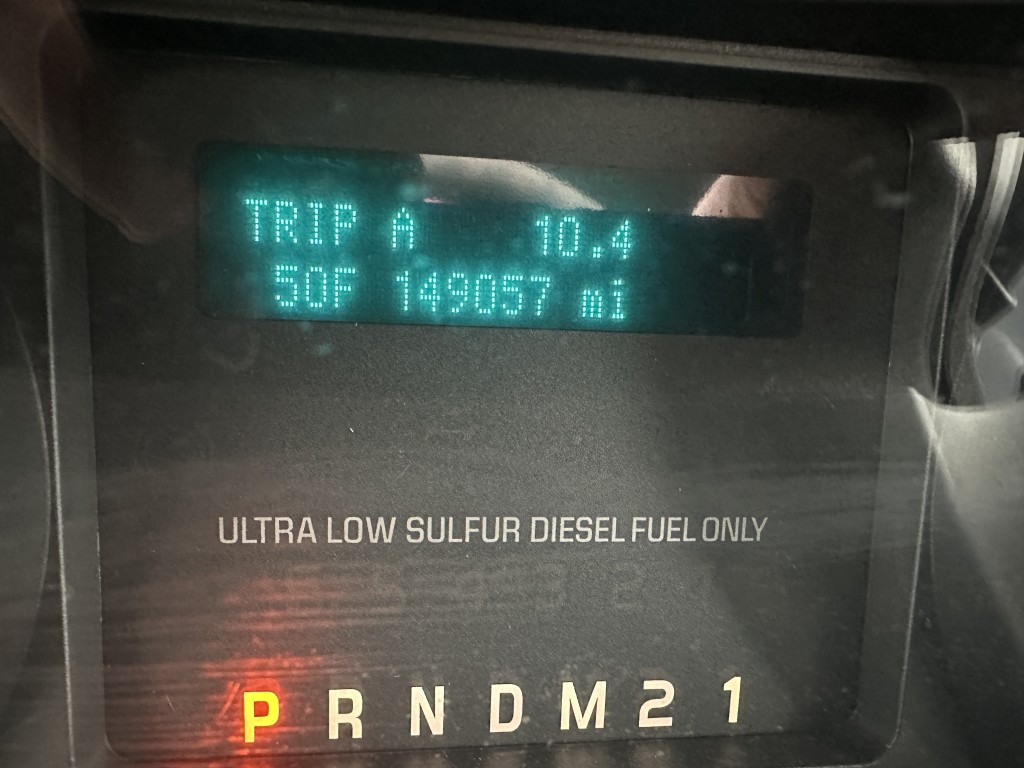 TRIP A 10.4
50F 149057 mi
ULTRA LOW SULFUR DIESEL FUEL ONLY
P R N D M 2 1